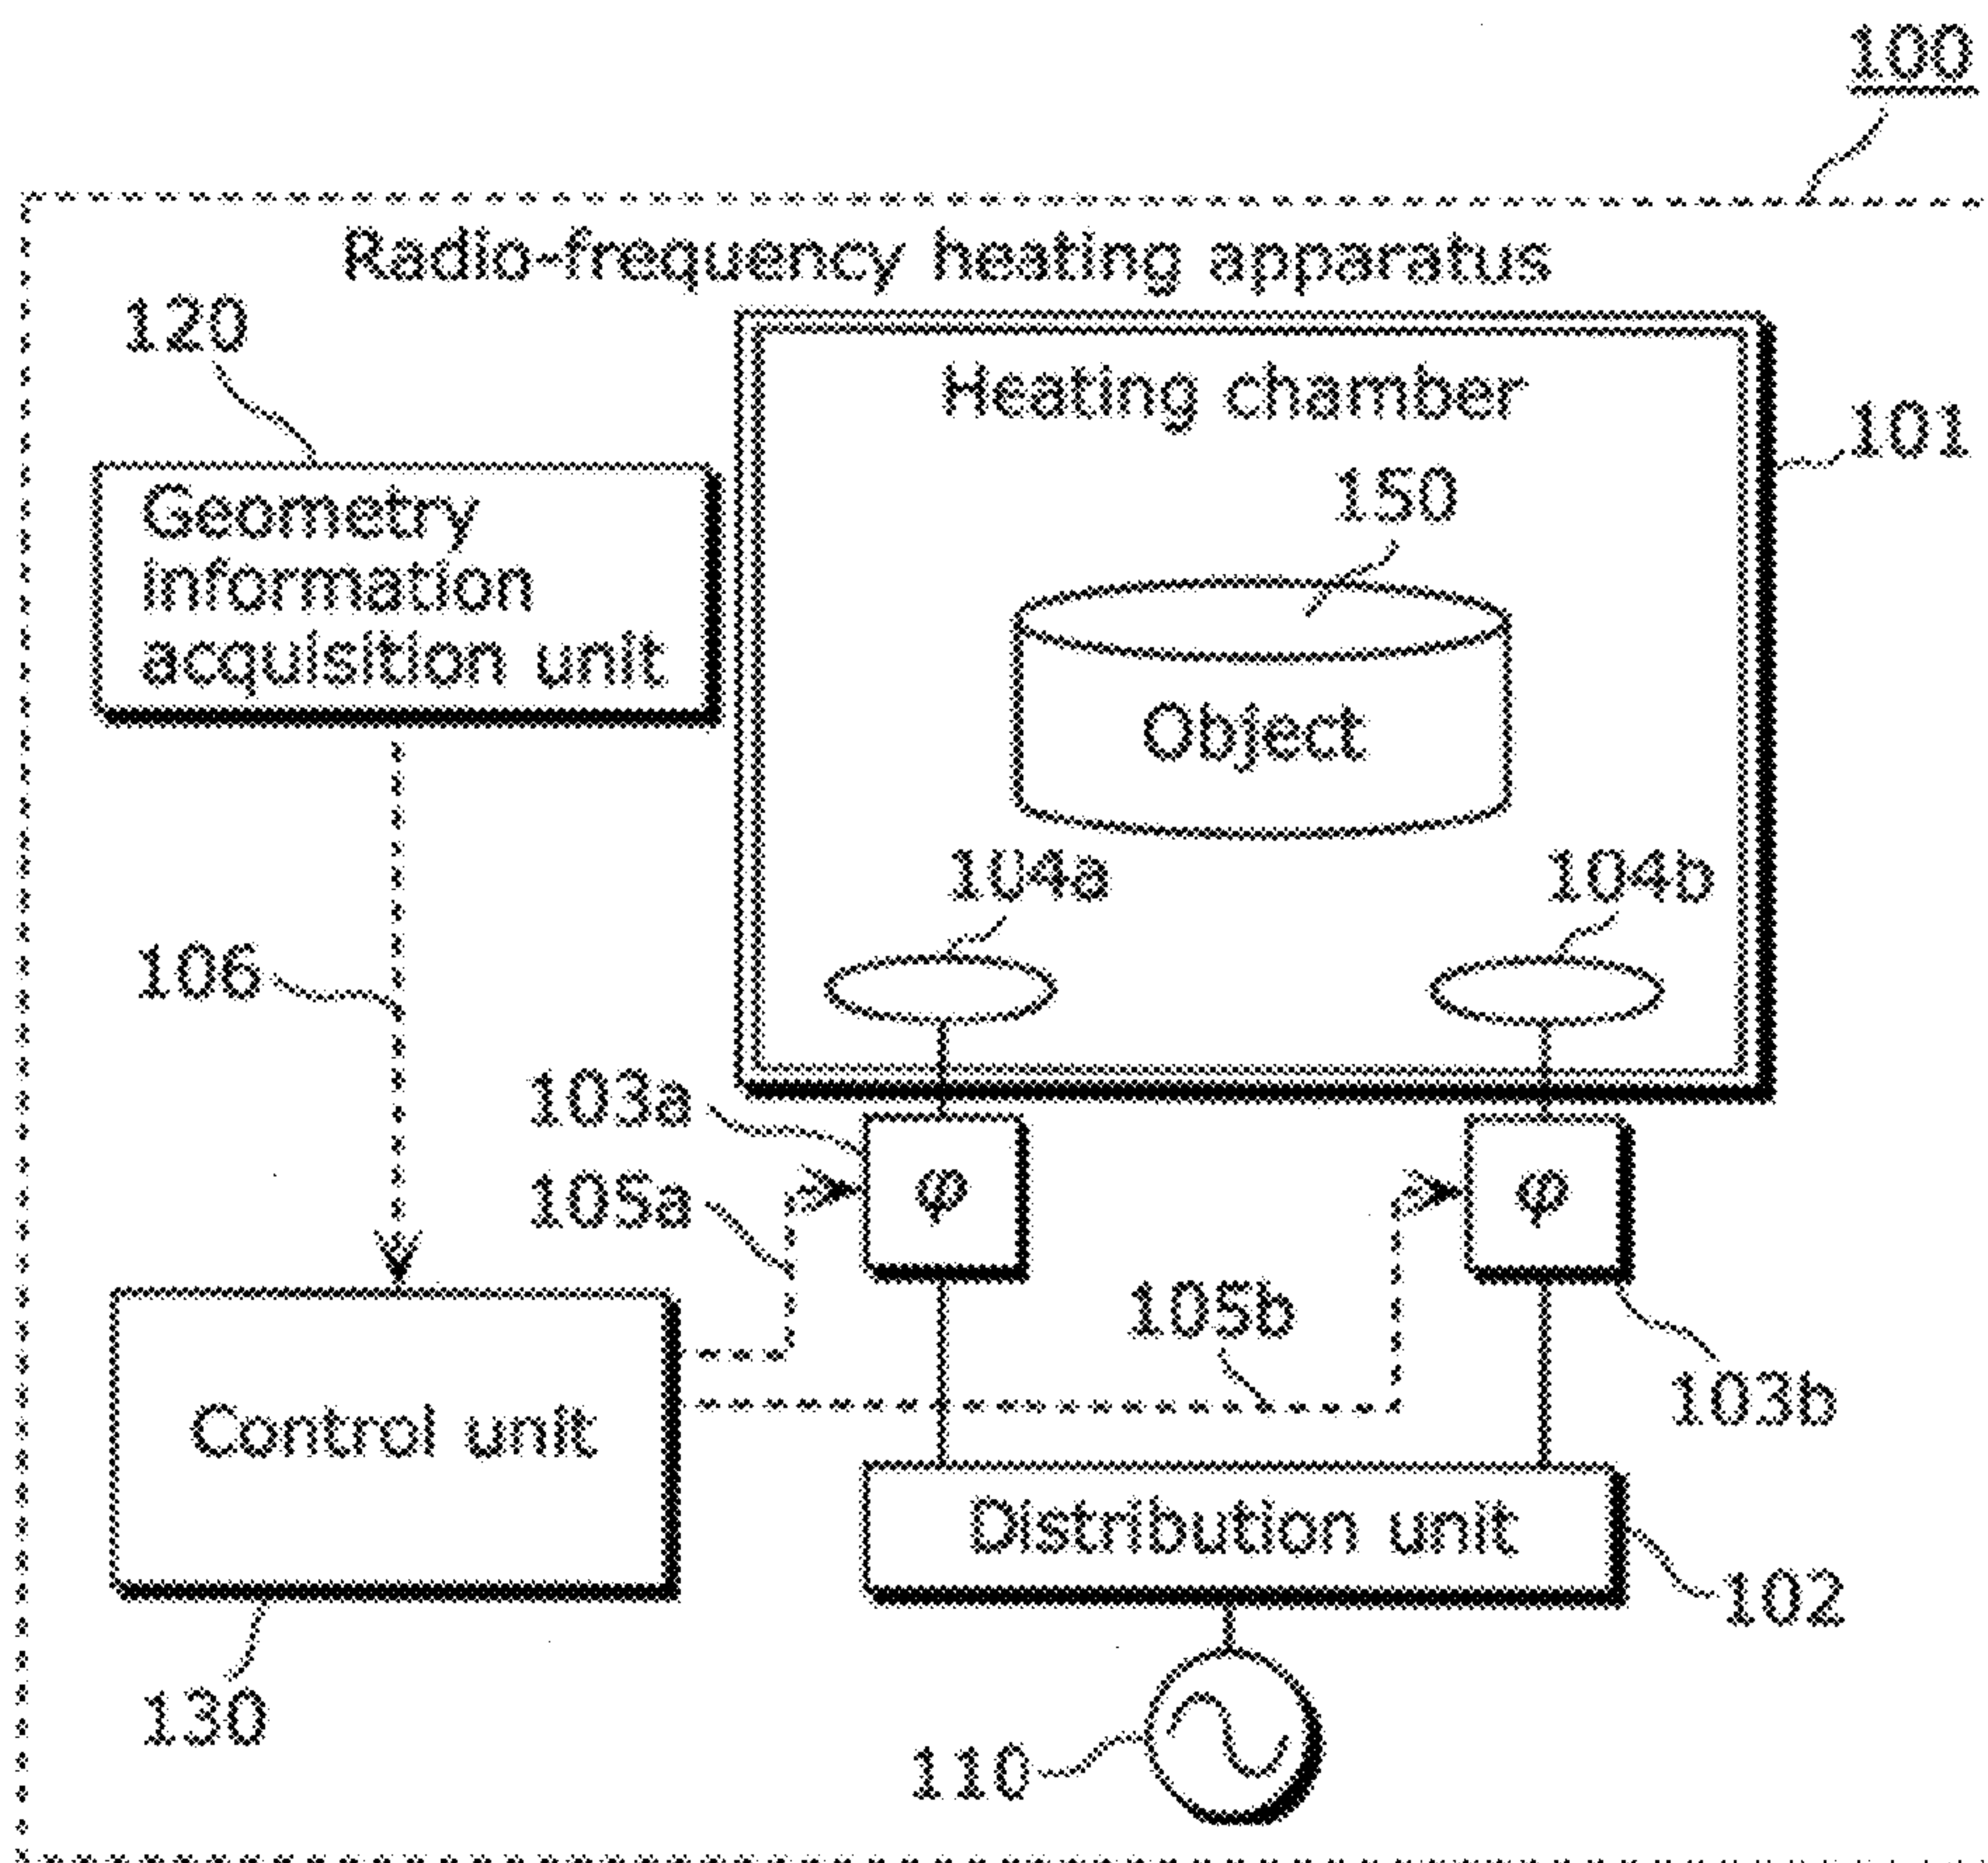 100
Radio-frequency heating apparatus
120
Heating chamber
101
150
Geometry
information
acquisition unit
Object
104a
104b
106
103a
φ
φ
105a
105b
103b
Control unit
Distribution unit
102
130
110